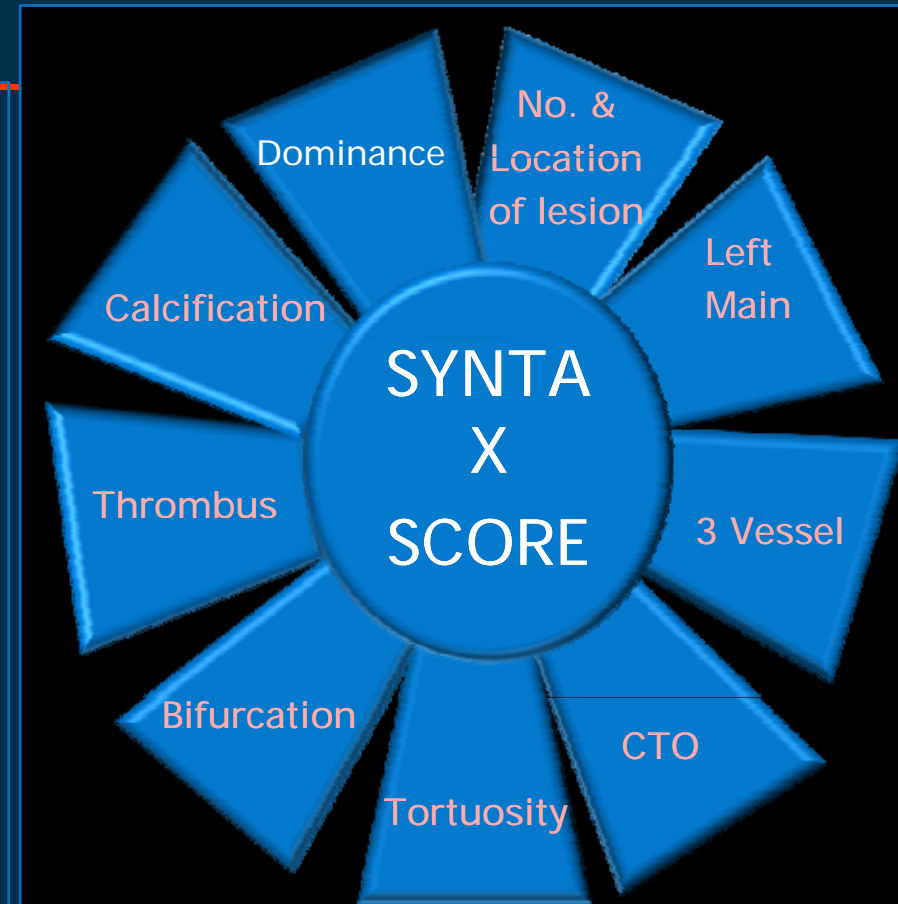 SYNTA
X
SCORE
No. &
Location
of lesion
Left
Main
3 Vessel
CTO
Tortuosity
Bifurcation
Thrombus
Calcification
Dominance